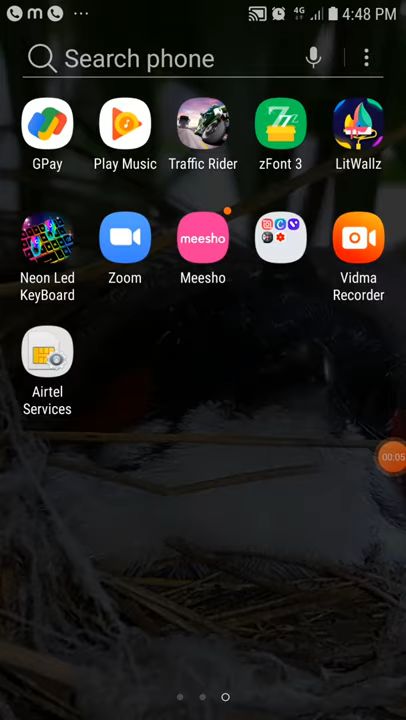 4G 4:48 PM
Search phone
GPay Play Music Traffic Rider zFont 3 LitWallz
meesho
Neon Led
KeyBoard
Zoom
Meesho
Vidma
Recorder
00:05
Airtel
Services